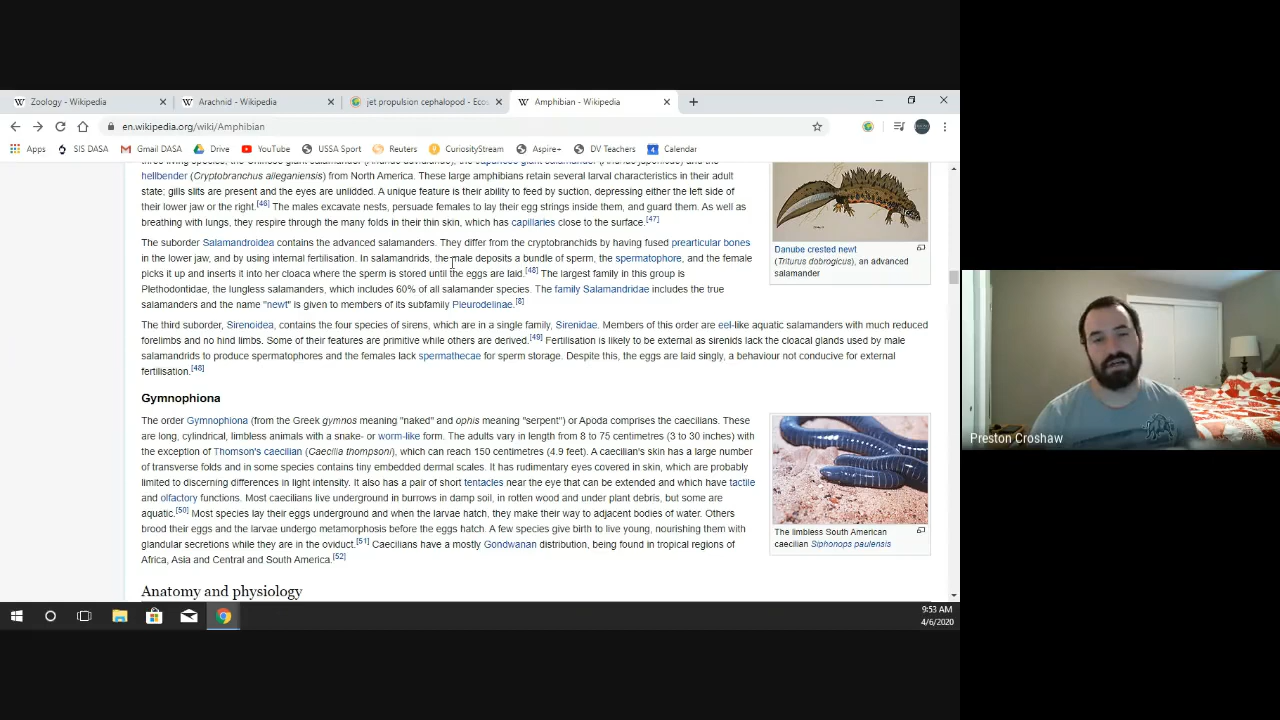 Zoology - Wikipedia
Arachnid - Wikipedia
jet propulsion cephalopod - Ecos
Amphibian - Wikipedia
en.wikipedia.org/wiki/Amphibian
Apps
SIS DASA
Gmail DASA
Drive
YouTube
USSA Sport
Reuters
CuriosityStream
Aspire+
DV Teachers
Calendar
hellbender (Cryptobranchus alleganiensis) from North America. These large amphibians retain several larval characteristics in their adult
state; gills slits are present and the eyes are unlidded. A unique feature is their ability to feed by suction, depressing either the left side of
their lower jaw or the right.[46] The males excavate nests, persuade females to lay their egg strings inside them, and guard them. As well as
breathing with lungs, they respire through the many folds in their thin skin, which has capillaries close to the surface.[47]
Danube crested newt
(Triturus dobrogicus), an advanced
salamander
The suborder Salamandroidea contains the advanced salamanders. They differ from the cryptobranchids by having fused prearticular bones
in the lower jaw, and by using internal fertilisation. In salamandrids, the male deposits a bundle of sperm, the spermatophore, and the female
picks it up and inserts it into her cloaca where the sperm is stored until the eggs are laid.[48] The largest family in this group is
Plethodontidae, the lungless salamanders, which includes 60% of all salamander species. The family Salamandridae includes the true
salamanders and the name "newt" is given to members of its subfamily Pleurodelinae.[8]
The third suborder, Sirenoidea, contains the four species of sirens, which are in a single family, Sirenidae. Members of this order are eel-like aquatic salamanders with much reduced
forelimbs and no hind limbs. Some of their features are primitive while others are derived.[49] Fertilisation is likely to be external as sirenids lack the cloacal glands used by male
salamandrids to produce spermatophores and the females lack spermathecae for sperm storage. Despite this, the eggs are laid singly, a behaviour not conducive for external
fertilisation.[48]
Gymnophiona
The order Gymnophiona (from the Greek gymnos meaning "naked" and ophis meaning "serpent") or Apoda comprises the caecilians. These
are long, cylindrical, limbless animals with a snake- or worm-like form. The adults vary in length from 8 to 75 centimetres (3 to 30 inches) with
the exception of Thomson's caecilian (Caecilia thompsoni), which can reach 150 centimetres (4.9 feet). A caecilian's skin has a large number
of transverse folds and in some species contains tiny embedded dermal scales. It has rudimentary eyes covered in skin, which are probably
limited to discerning differences in light intensity. It also has a pair of short tentacles near the eye that can be extended and which have tactile
and olfactory functions. Most caecilians live underground in burrows in damp soil, in rotten wood and under plant debris, but some are
aquatic.[50] Most species lay their eggs underground and when the larvae hatch, they make their way to adjacent bodies of water. Others
brood their eggs and the larvae undergo metamorphosis before the eggs hatch. A few species give birth to live young, nourishing them with
glandular secretions while they are in the oviduct.[51] Caecilians have a mostly Gondwanan distribution, being found in tropical regions of
Africa, Asia and Central and South America.[52]
The limbless South American
caecilian Siphonops paulensis
Anatomy and physiology
9:53 AM
4/6/2020
Preston Croshaw